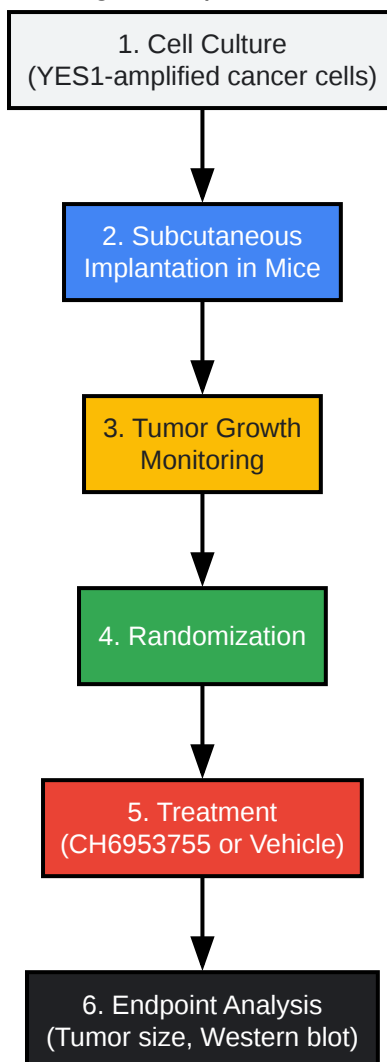 1. Cell Culture
(YES1-amplified cancer cells)
2. Subcutaneous
Implantation in Mice
3. Tumor Growth
Monitoring
4. Randomization
5. Treatment
(CH6953755 or Vehicle)
6. Endpoint Analysis
(Tumor size, Western blot)